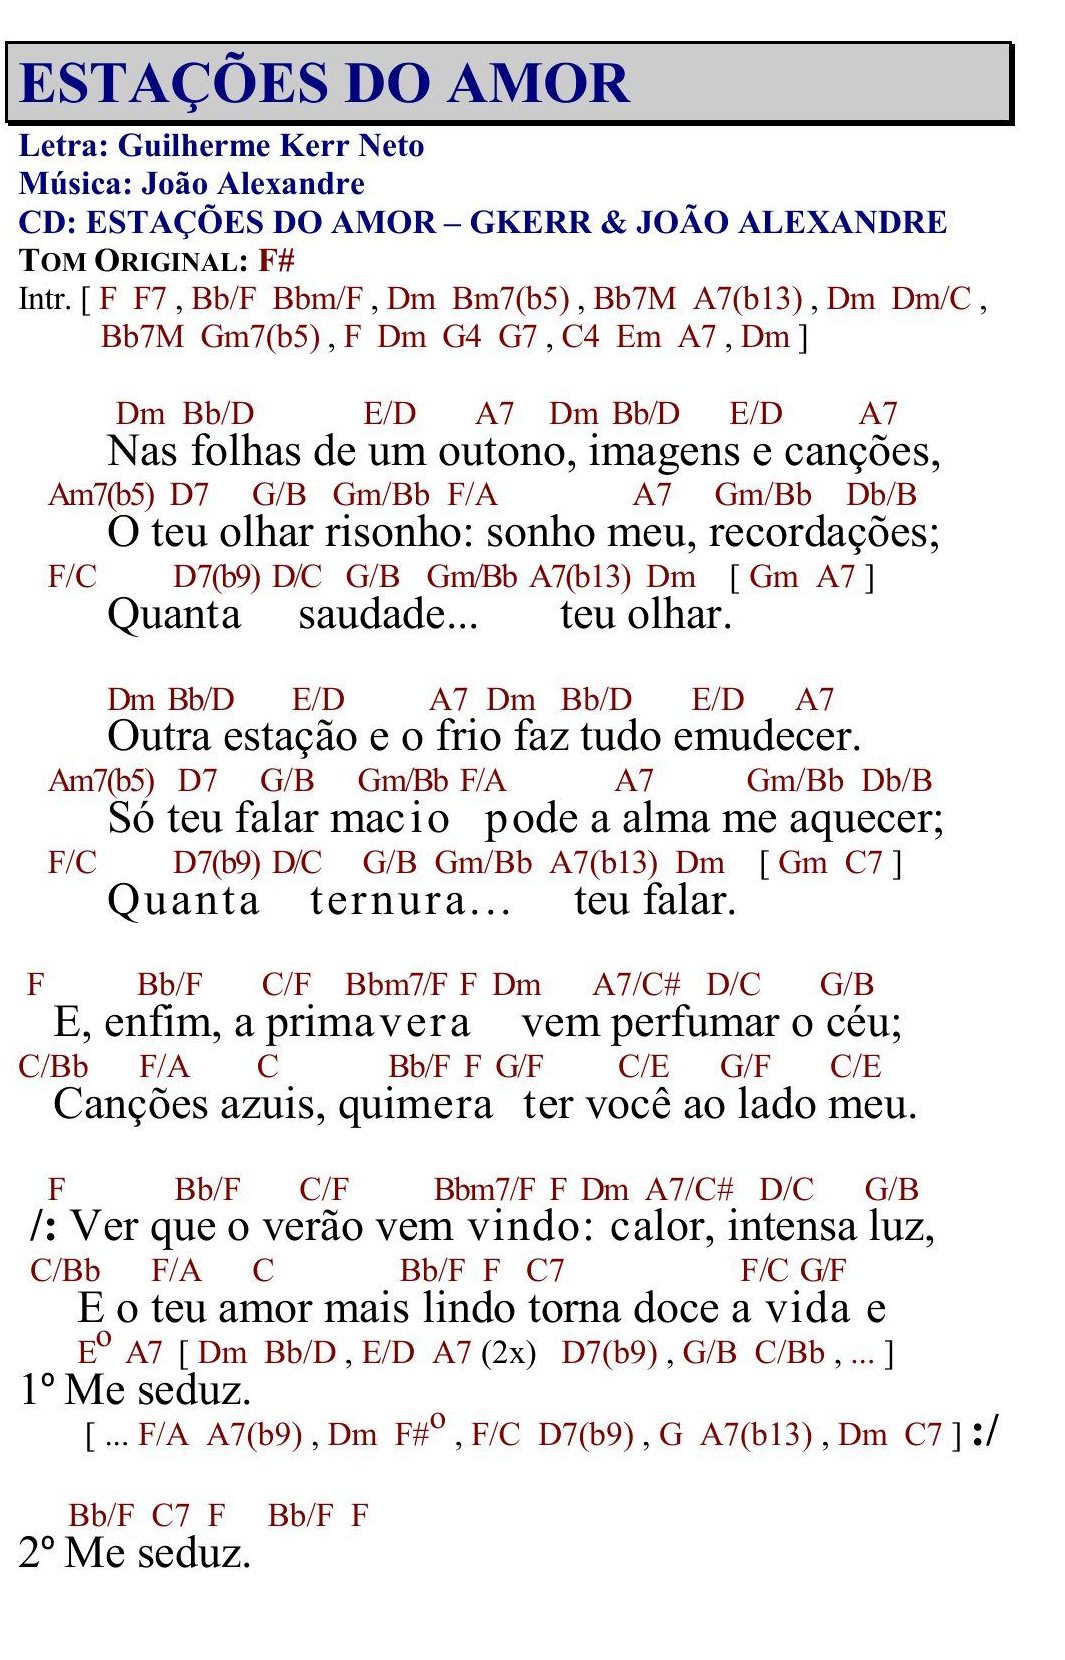 ESTAÇÕES DO AMOR
Letra: Guilherme Kerr Neto
Música: João Alexandre
CD: ESTAÇÕES DO AMOR – GKERR & JOÃO ALEXANDRE
TOM ORIGINAL: F#
Intr. [ F F7 , Bb/F Bbm/F , Dm Bm7(b5) , Bb7M A7(b13) , Dm Dm/C ,
Bb7M Gm7(b5) , F Dm G4 G7 , C4 Em A7 , Dm ]
Dm Bb/D E/D A7 Dm Bb/D E/D A7
Nas folhas de um outono, imagens e canções,
Am7(b5) D7 G/B Gm/Bb F/A A7 Gm/Bb Db/B
O teu olhar risonho: sonho meu, recordações;
F/C D7(b9) D/C G/B Gm/Bb A7(b13) Dm [ Gm A7 ]
Quanta saudade... teu olhar.
Dm Bb/D E/D A7 Dm Bb/D E/D A7
Outra estação e o frio faz tudo emudecer.
Am7(b5) D7 G/B Gm/Bb F/A A7 Gm/Bb Db/B
Só teu falar macio pode a alma me aquecer;
F/C D7(b9) D/C G/B Gm/Bb A7(b13) Dm [ Gm C7 ]
Quanta ternura... teu falar.
F Bb/F C/F Bbm7/F F Dm A7/C# D/C G/B
E, enfim, a primavera vem perfumar o céu;
C/Bb F/A C Bb/F F G/F C/E G/F C/E
Canções azuis, quimera ter você ao lado meu.
F Bb/F C/F Bbm7/F F Dm A7/C# D/C G/B
/: Ver que o verão vem vindo: calor, intensa luz,
C/Bb F/A C Bb/F F C7 F/C G/F
E o teu amor mais lindo torna doce a vida e
Eº A7 [ Dm Bb/D , E/D A7 (2x) D7(b9) , G/B C/Bb , ... ]
1º Me seduz.
[ ... F/A A7(b9) , Dm F#º , F/C D7(b9) , G A7(b13) , Dm C7 ] :/
Bb/F C7 F Bb/F F
2º Me seduz.